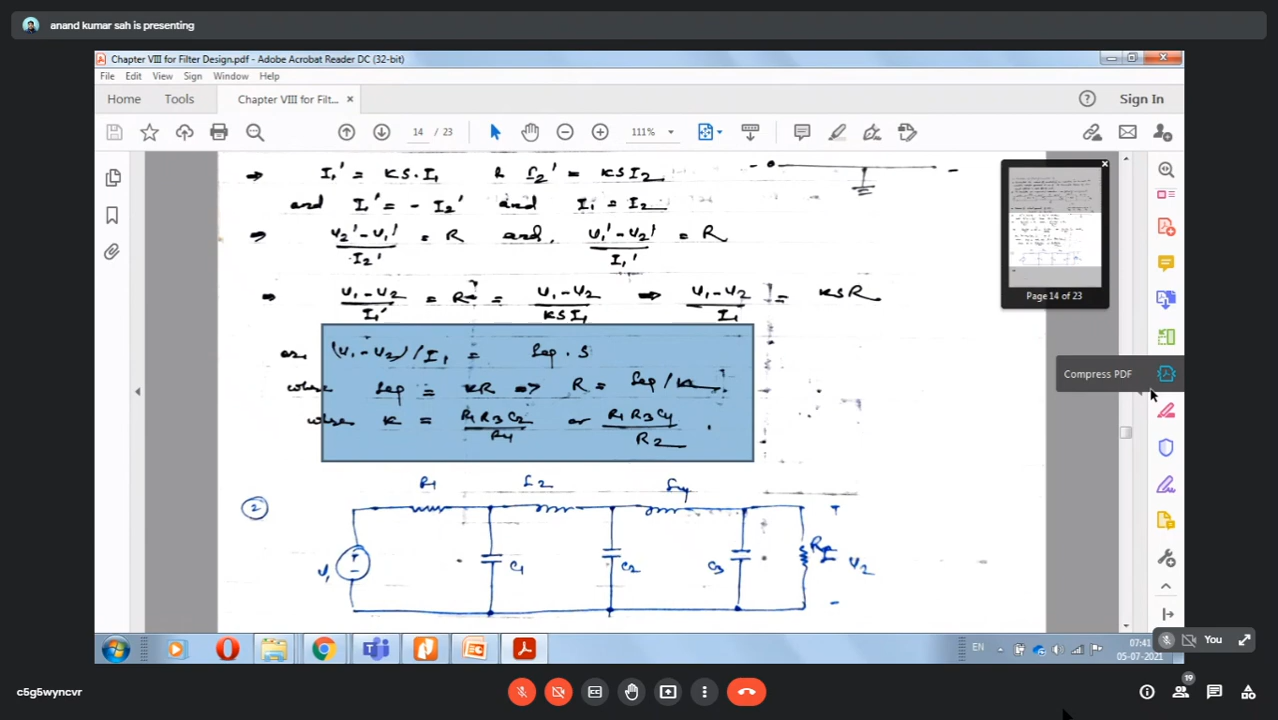 anand kumar sah is presenting
Chapter VIII for Filter Design.pdf - Adobe Acrobat Reader DC (32-bit)
File Edit View Sign Window Help
Home Tools Chapter VIII for Filt... × Sign In
14 / 23 111%
⇒ I₁' = KS·I₁ & I₂' = KSI₂
and I₁' = - I₂' and I₁ = I₂
⇒ (V₂' - V₁')/I₂' = R and, (V₁' - V₂')/I₁' = R
⇒ (V₁ - V₂)/I₁' = R = (V₁ - V₂)/KSI₁ ⇒ (V₁ - V₂)/I₁ = KSR
or, (V₁ - V₂)/I₁ = Leq · S
where Leq = KR ⇒ R = Leq/K
where K = R₁R₃C₂/R₄ or R₁R₃C₄/R₂ .
Page 14 of 23
Compress PDF
② R₁ L₂ L₄
V₁ + - C₁ C₂ C₃ + V₂ -
EN 07:41
05-07-2021
You
c5g5wyncvr 19